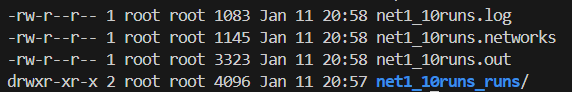 -rw-r--r-- 1 root root 1083 Jan 11 20:58 net1_10runs.log
-rw-r--r-- 1 root root 1145 Jan 11 20:58 net1_10runs.networks
-rw-r--r-- 1 root root 3323 Jan 11 20:58 net1_10runs.out
drwxr-xr-x 2 root root 4096 Jan 11 20:57 net1_10runs_runs/